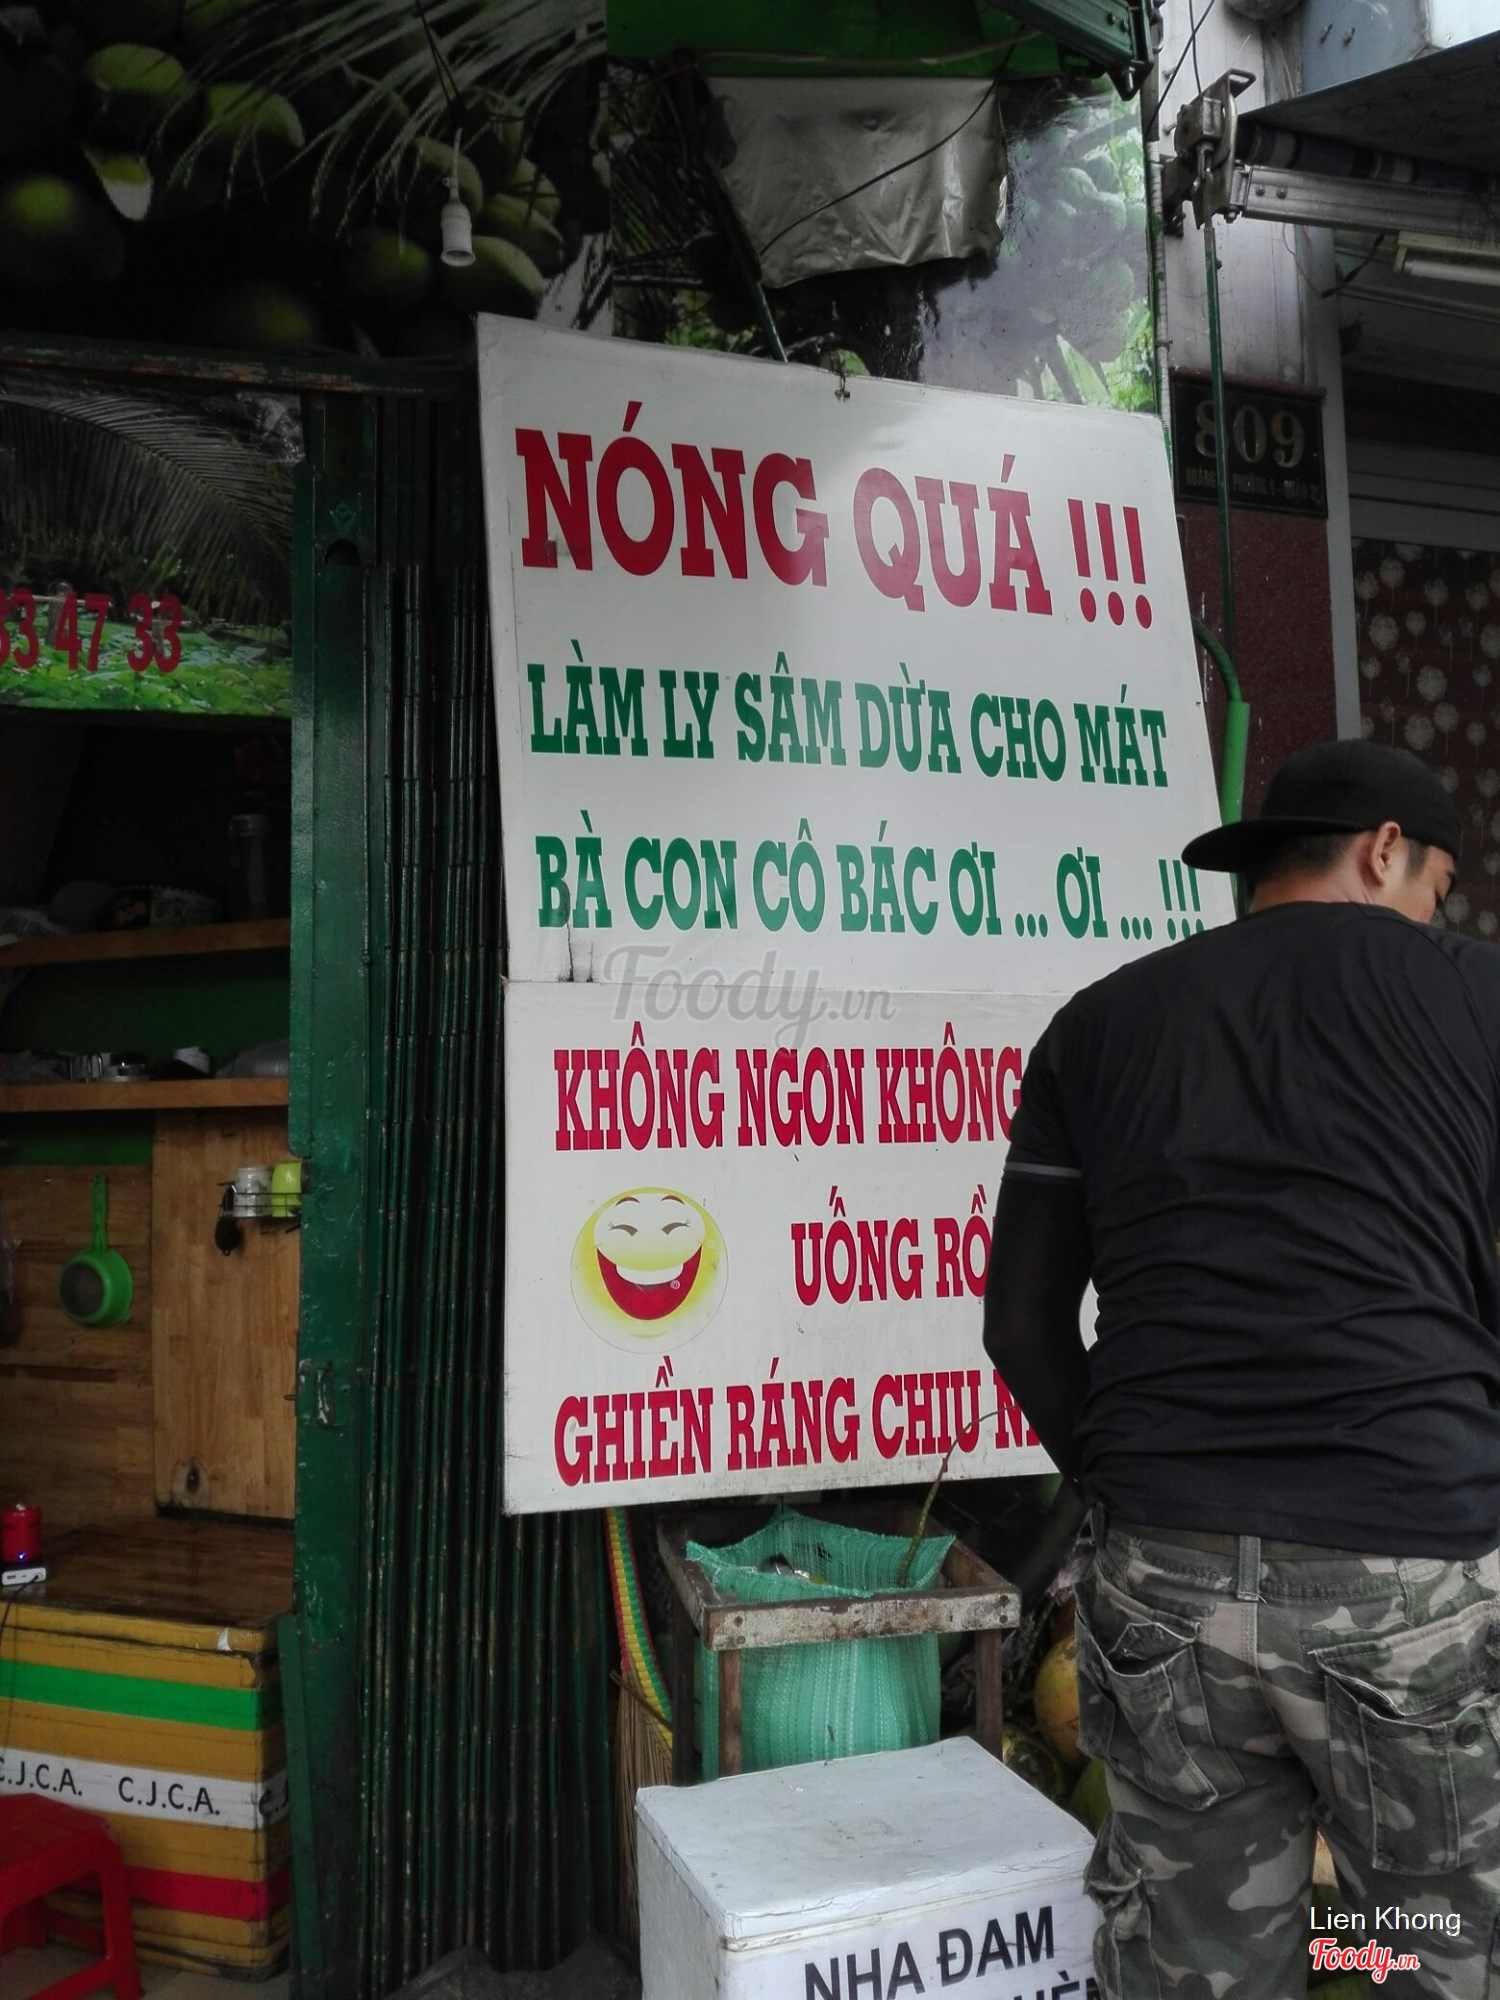 NÓNG QUÁ !!!
LÀM LY SÂM DỪA CHO MÁT
BÀ CON CÔ BÁC ƠI ... ƠI ... !!!
KHÔNG NGON KHÔNG
UỐNG RỒ
GHIỀN RÁNG CHỊU
809
33 47 33
C.J.C.A. C.J.C.A.
NHA ĐAM
Foody.vn
Lien Khong
Foody.vn